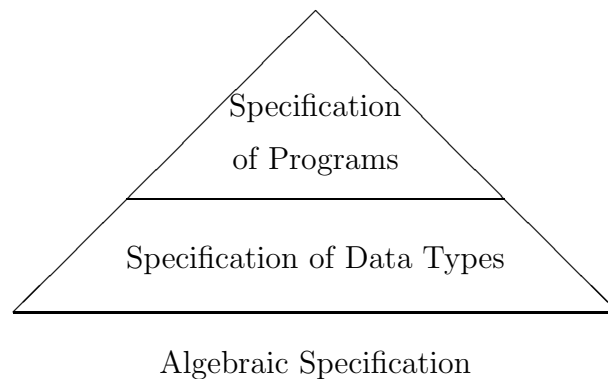 Specification
of Programs
Specification of Data Types
Algebraic Specification